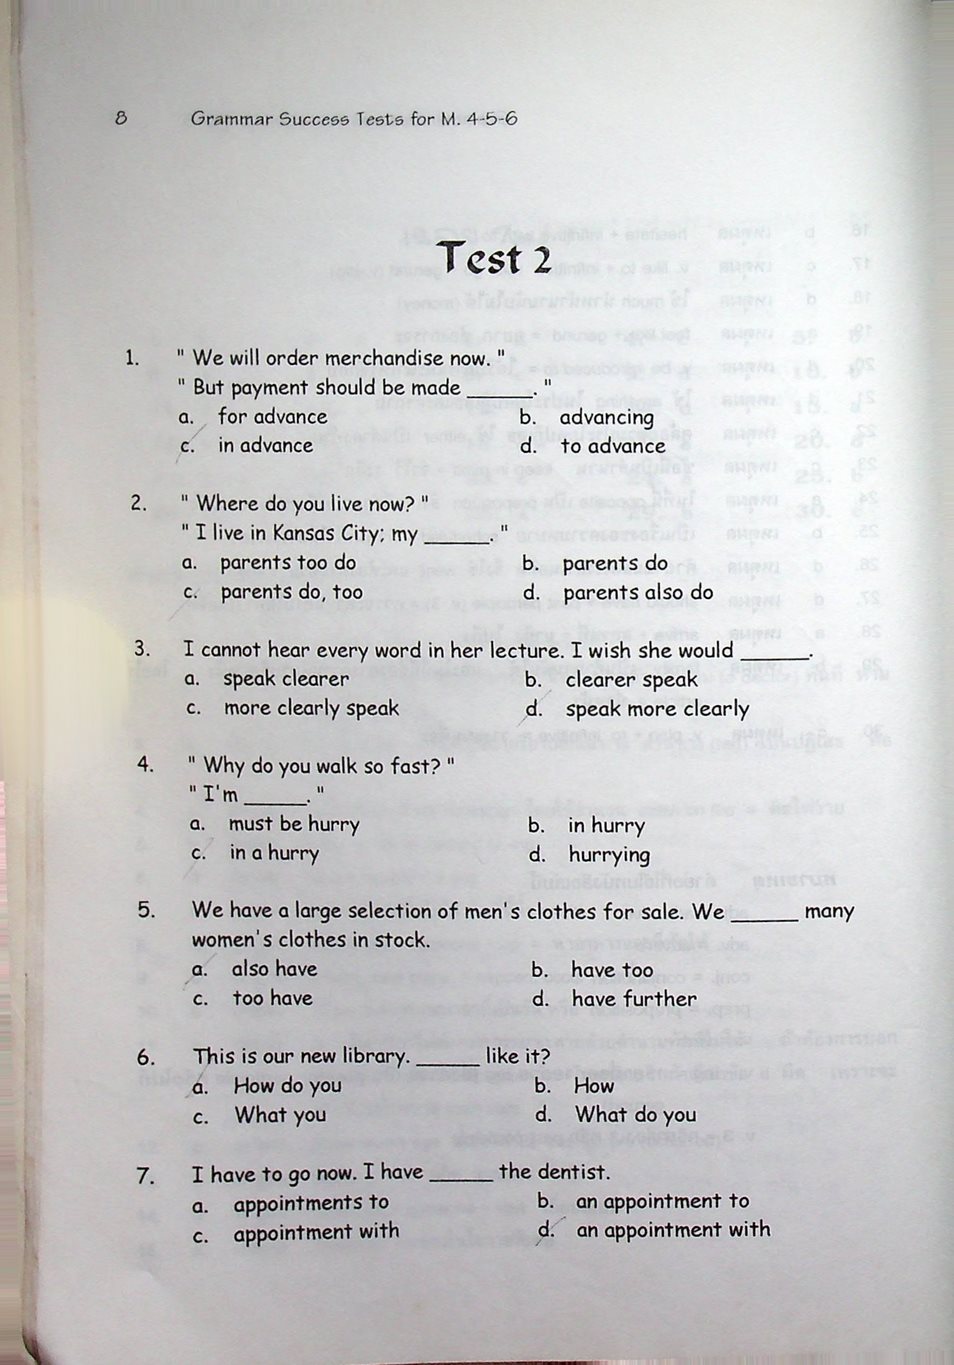 8 Grammar Success Tests for M. 4-5-6
Test 2
1. " We will order merchandise now. "
" But payment should be made ______. "
a. for advance b. advancing
c. in advance d. to advance
2. " Where do you live now? "
" I live in Kansas City; my ______. "
a. parents too do b. parents do
c. parents do, too d. parents also do
3. I cannot hear every word in her lecture. I wish she would ______.
a. speak clearer b. clearer speak
c. more clearly speak d. speak more clearly
4. " Why do you walk so fast? "
" I'm ______. "
a. must be hurry b. in hurry
c. in a hurry d. hurrying
5. We have a large selection of men's clothes for sale. We ______ many
women's clothes in stock.
a. also have b. have too
c. too have d. have further
6. This is our new library. ______ like it?
a. How do you b. How
c. What you d. What do you
7. I have to go now. I have ______ the dentist.
a. appointments to b. an appointment to
c. appointment with d. an appointment with